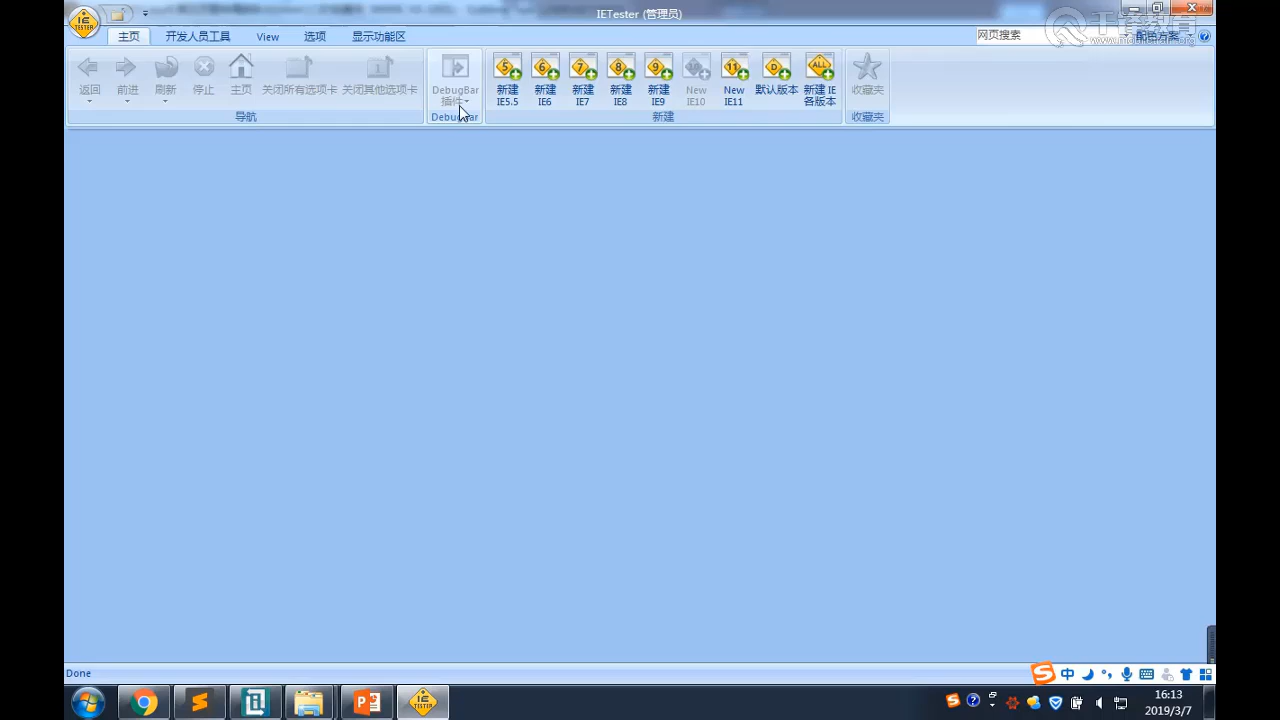 IETester (管理员)
主页 开发人员工具 View 选项 显示功能区 网页搜索 配色方案
千锋教育
返回 前进 刷新 停止 主页 关闭所有选项卡 关闭其他选项卡
DebugBar
插件
新建 IE5.5
新建 IE6
新建 IE7
新建 IE8
新建 IE9
New IE10
New IE11
默认版本
新建 IE 各版本
收藏夹
导航 新建 收藏夹
Done
中
16:13
2019/3/7